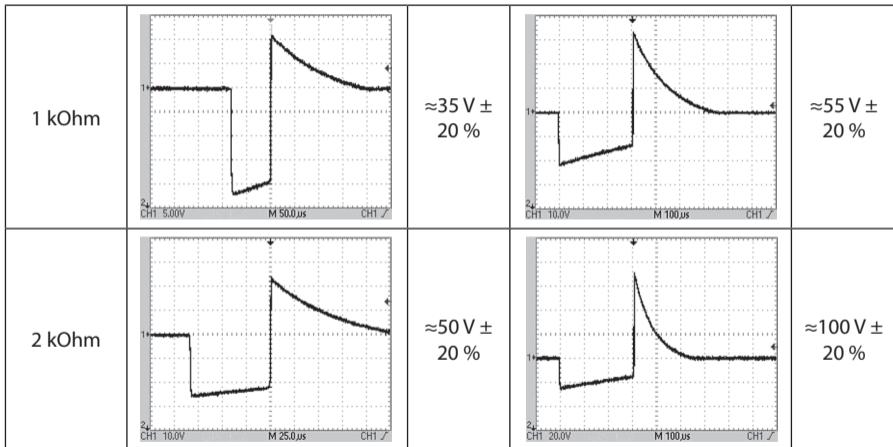 1 kOhm
1
2
CH1 5.00V M 50.0µs CH1
≈35 V ±
20 %
1
2
CH1 10.0V M 100µs CH1
≈55 V ±
20 %
2 kOhm
1
2
CH1 10.0V M 25.0µs CH1
≈50 V ±
20 %
1
2
CH1 20.0V M 100µs CH1
≈100 V ±
20 %